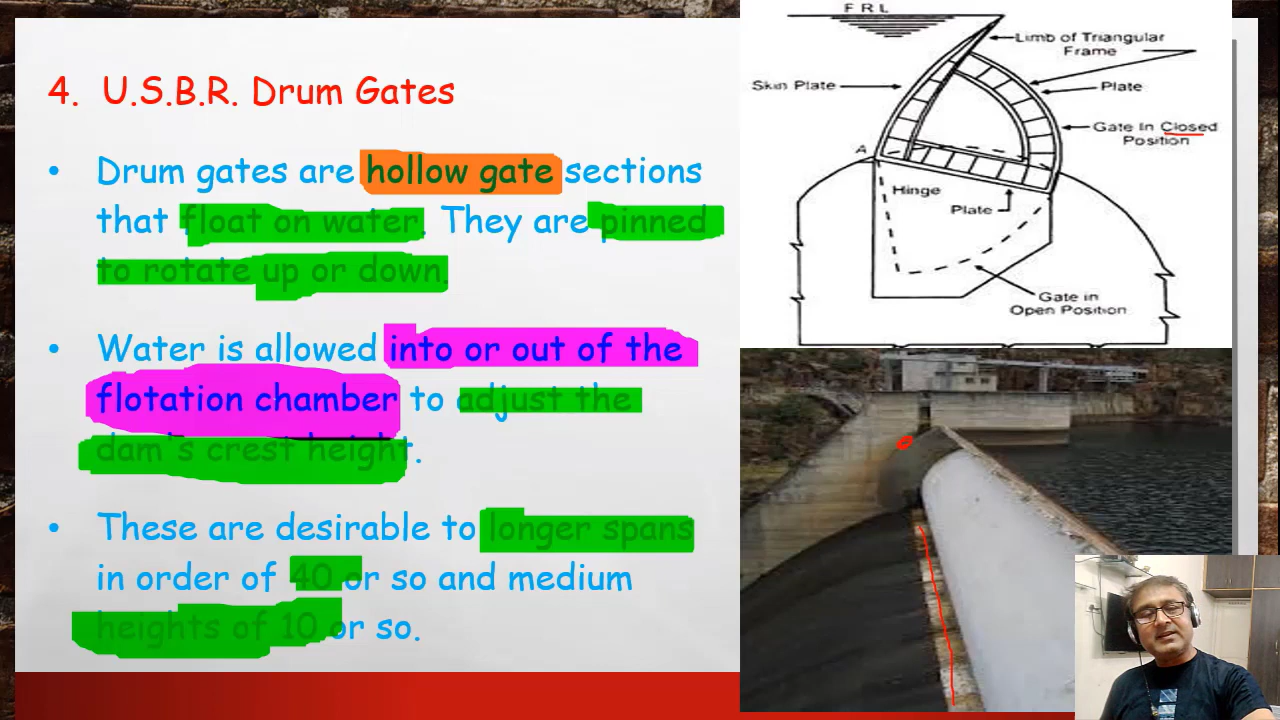 4. U.S.B.R. Drum Gates
• Drum gates are hollow gate sections
that float on water. They are pinned
to rotate up or down.
• Water is allowed into or out of the
flotation chamber to adjust the
dam's crest height.
• These are desirable to longer spans
in order of 40 or so and medium
heights of 10 or so.
F R L
Limb of Triangular
Frame
Skin Plate
Plate
Gate In Closed
Position
A
Hinge
Plate
Gate in
Open Position